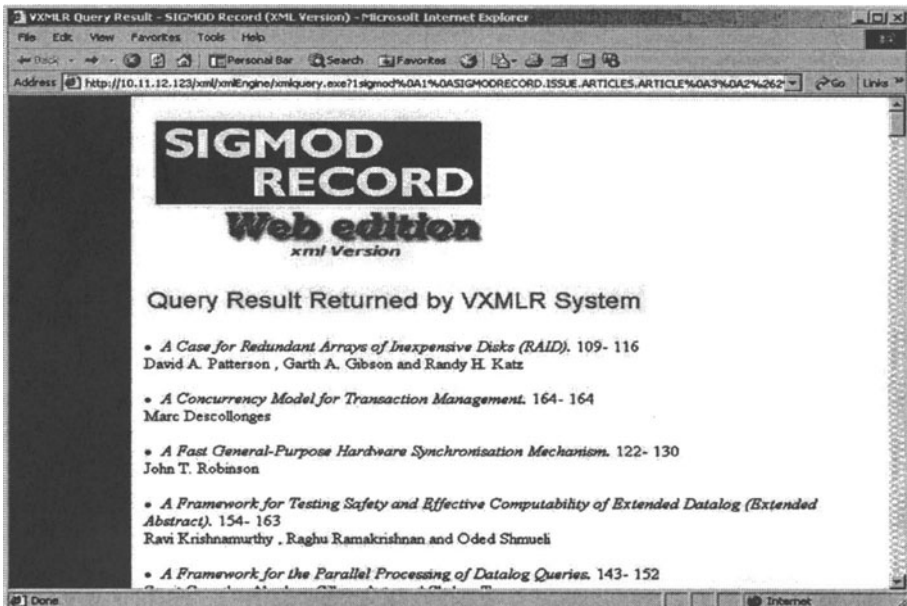 VXMLR Query Result - SIGMOD Record (XML Version) - Microsoft Internet Explorer
File Edit View Favorites Tools Help
Back Personal Bar Search Favorites
Address http://10.11.12.123/xml/xmlEngine/xmlquery.exe?1sigmod%0A1%0ASIGMODRECORD.ISSUE.ARTICLES.ARTICLE%0A3%0A2%262 Go Links »
SIGMOD
RECORD
Web edition
xml Version
Query Result Returned by VXMLR System
• A Case for Redundant Arrays of Inexpensive Disks (RAID). 109- 116
David A. Patterson , Garth A. Gibson and Randy H. Katz
• A Concurrency Model for Transaction Management. 164- 164
Marc Descollonges
• A Fast General-Purpose Hardware Synchronisation Mechanism. 122- 130
John T. Robinson
• A Framework for Testing Safety and Effective Computability of Extended Datalog (Extended
Abstract). 154- 163
Ravi Krishnamurthy , Raghu Ramakrishnan and Oded Shmueli
• A Framework for the Parallel Processing of Datalog Queries. 143- 152
Done Internet